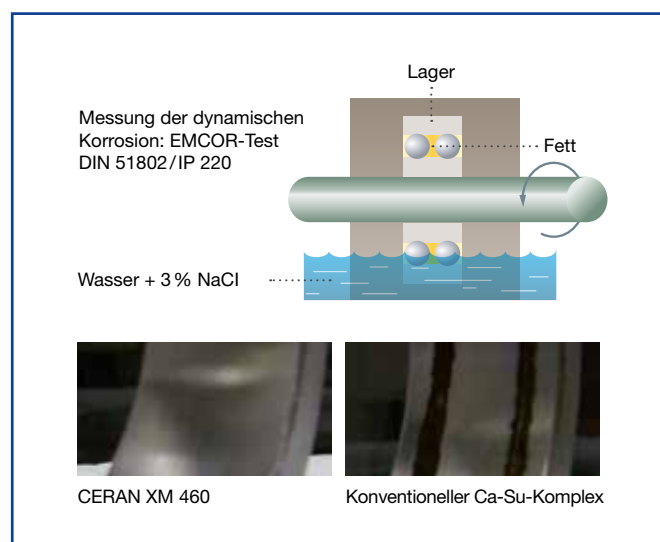 Lager
Messung der dynamischen
Korrosion: EMCOR-Test
DIN 51802/IP 220
Fett
Wasser + 3 % NaCl
CERAN XM 460
Konventioneller Ca-Su-Komplex